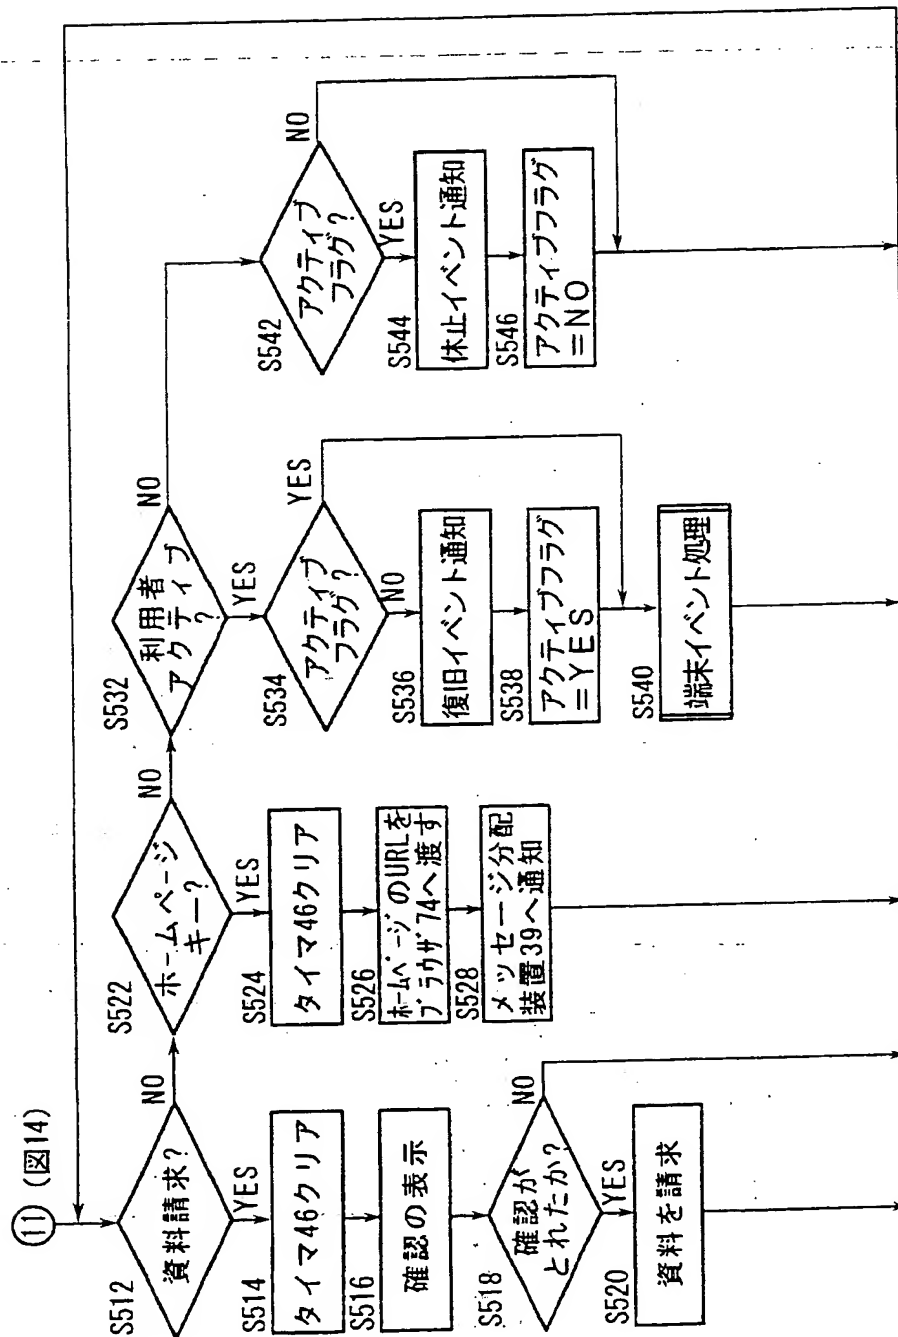 ⑪ (図14)
S512
資料請求?
NO
YES
S514
タイマ46クリア
S516
確認の表示
S518
確認が
とれたか?
NO
YES
S520
資料を請求
S522
ホームページ
キー?
NO
YES
S524
タイマ46クリア
S526
ホームページのURLを
ブラウザ74へ渡す
S528
メッセージ分配
装置39へ通知
S532
利用者
アクティブ
?
NO
YES
S534
アクティブ
フラグ?
YES
NO
S536
復旧イベント通知
S538
アクティブフラグ
=YES
S540
端末イベント処理
S542
アクティブ
フラグ?
NO
YES
S544
休止イベント通知
S546
アクティブフラグ
=NO